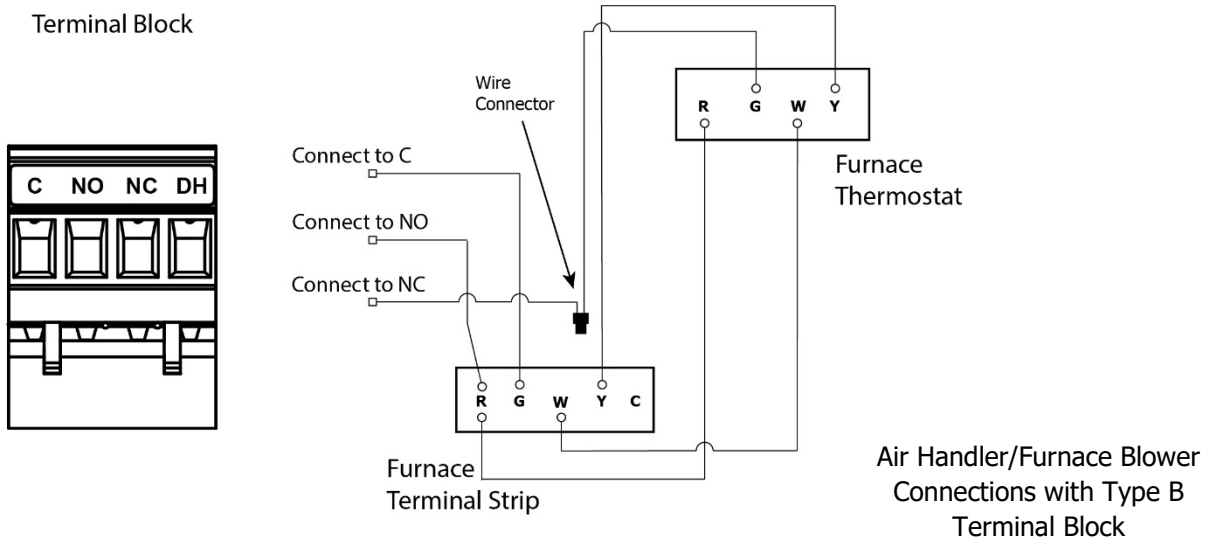 Terminal Block
C NO NC DH
Connect to C
Connect to NO
Connect to NC
Wire
Connector
R G W Y
Furnace
Thermostat
R G W Y C
Furnace
Terminal Strip
Air Handler/Furnace Blower
Connections with Type B
Terminal Block